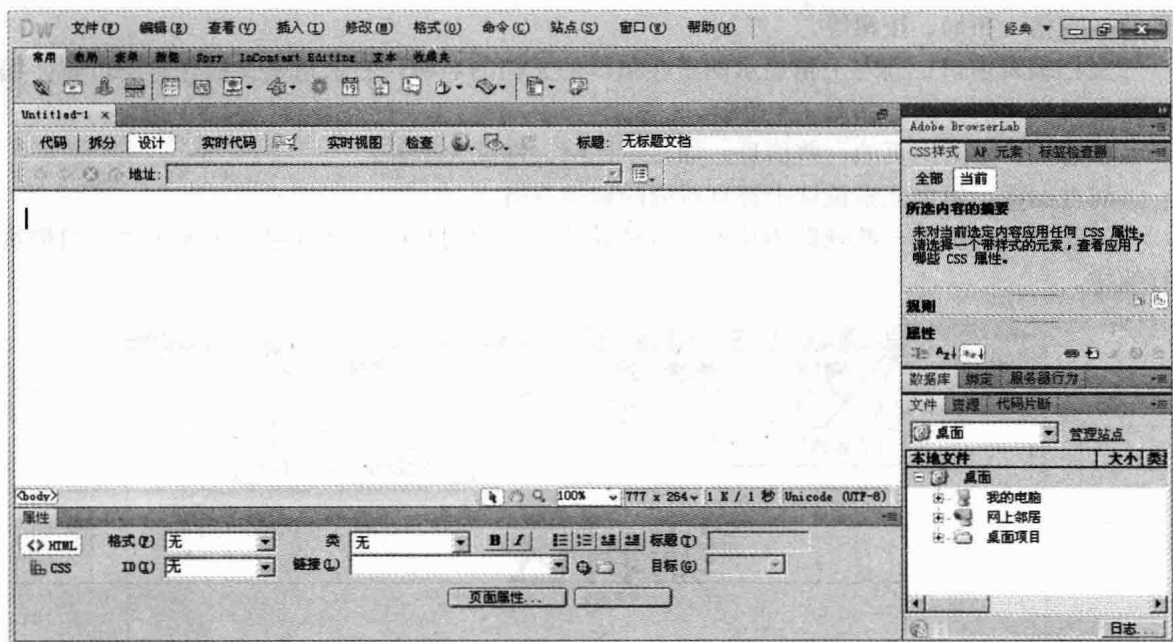 Dw 文件(F) 编辑(E) 查看(V) 插入(I) 修改(M) 格式(O) 命令(C) 站点(S) 窗口(W) 帮助(H) 经典
常用 布局 表单 数据 Spry InContext Editing 文本 收藏夹
Untitled-1 ×
代码 拆分 设计 实时代码 实时视图 检查 标题: 无标题文档
地址:
Adobe BrowserLab
CSS样式 AP 元素 标签检查器
全部 当前
所选内容的摘要
未对当前选定内容应用任何 CSS 属性。
请选择一个带样式的元素，查看应用了
哪些 CSS 属性。
规则
属性
数据库 绑定 服务器行为
文件 资源 代码片断
桌面 管理站点
本地文件 大小 类
桌面
我的电脑
网上邻居
桌面项目
日志...
<body> 100% 777 x 264 1 K / 1 秒 Unicode (UTF-8)
属性
<> HTML 格式(F) 无 类 无 B I 标题(T)
CSS ID(I) 无 链接(L) 目标(G)
页面属性...